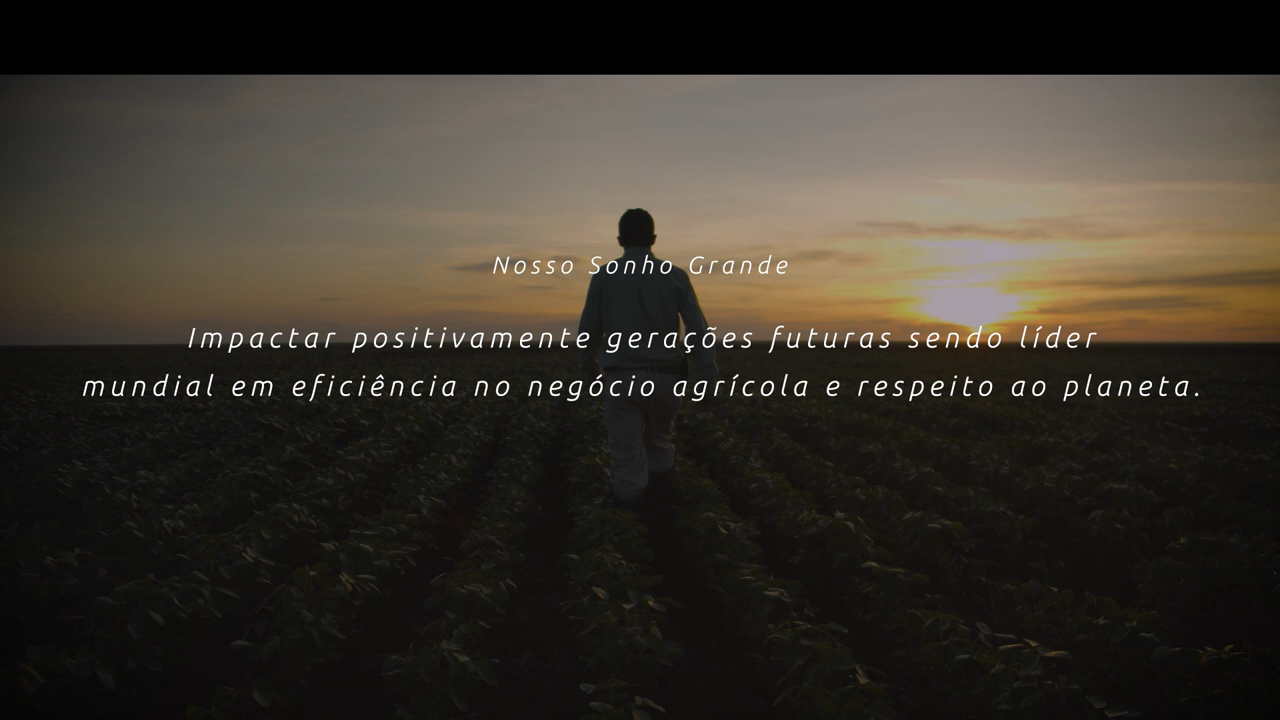 Nosso Sonho Grande
Impactar positivamente gerações futuras sendo líder
mundial em eficiência no negócio agrícola e respeito ao planeta.